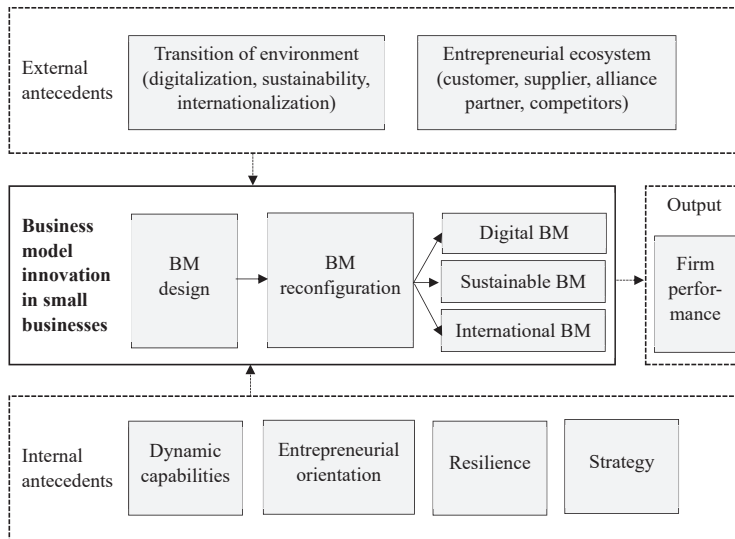 External
antecedents
Transition of environment
(digitalization, sustainability,
internationalization)
Entrepreneurial ecosystem
(customer, supplier, alliance
partner, competitors)
Business
model
innovation
in small
businesses
BM
design
BM
reconfiguration
Digital BM
Sustainable BM
International BM
Output
Firm
perfor-
mance
Internal
antecedents
Dynamic
capabilities
Entrepreneurial
orientation
Resilience
Strategy